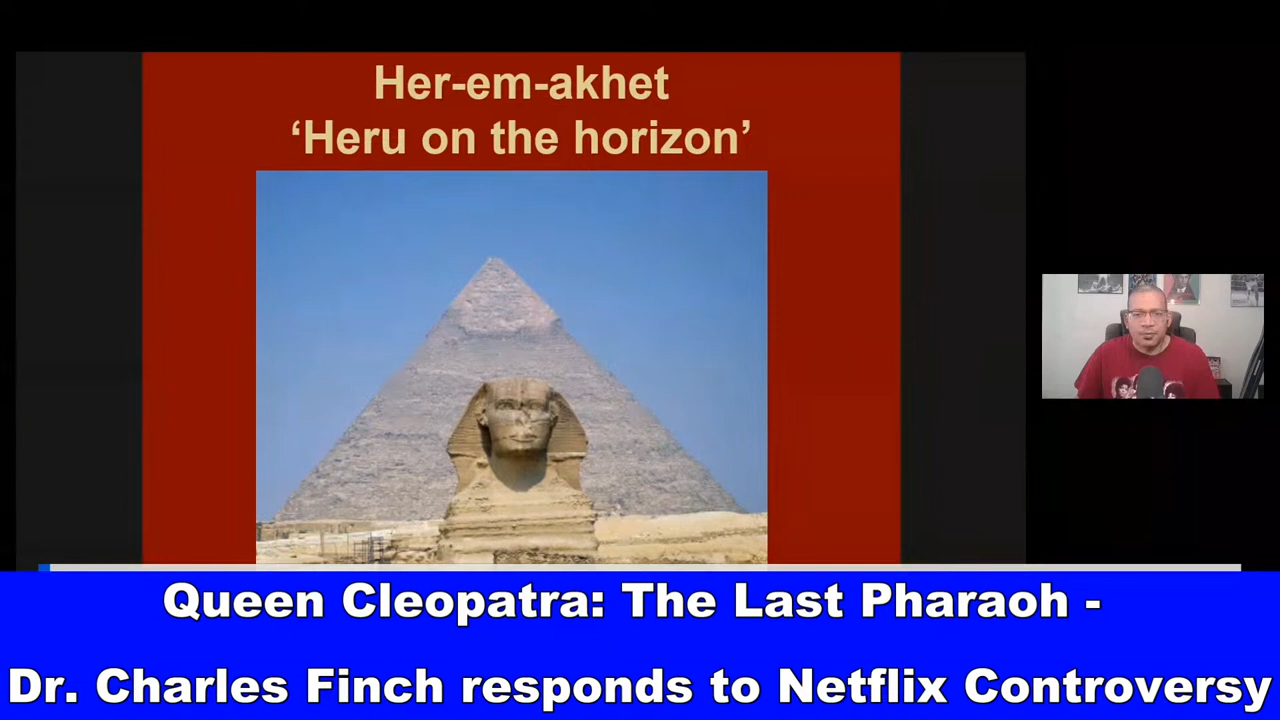 Her-em-akhet
‘Heru on the horizon’
Queen Cleopatra: The Last Pharaoh -
Dr. Charles Finch responds to Netflix Controversy